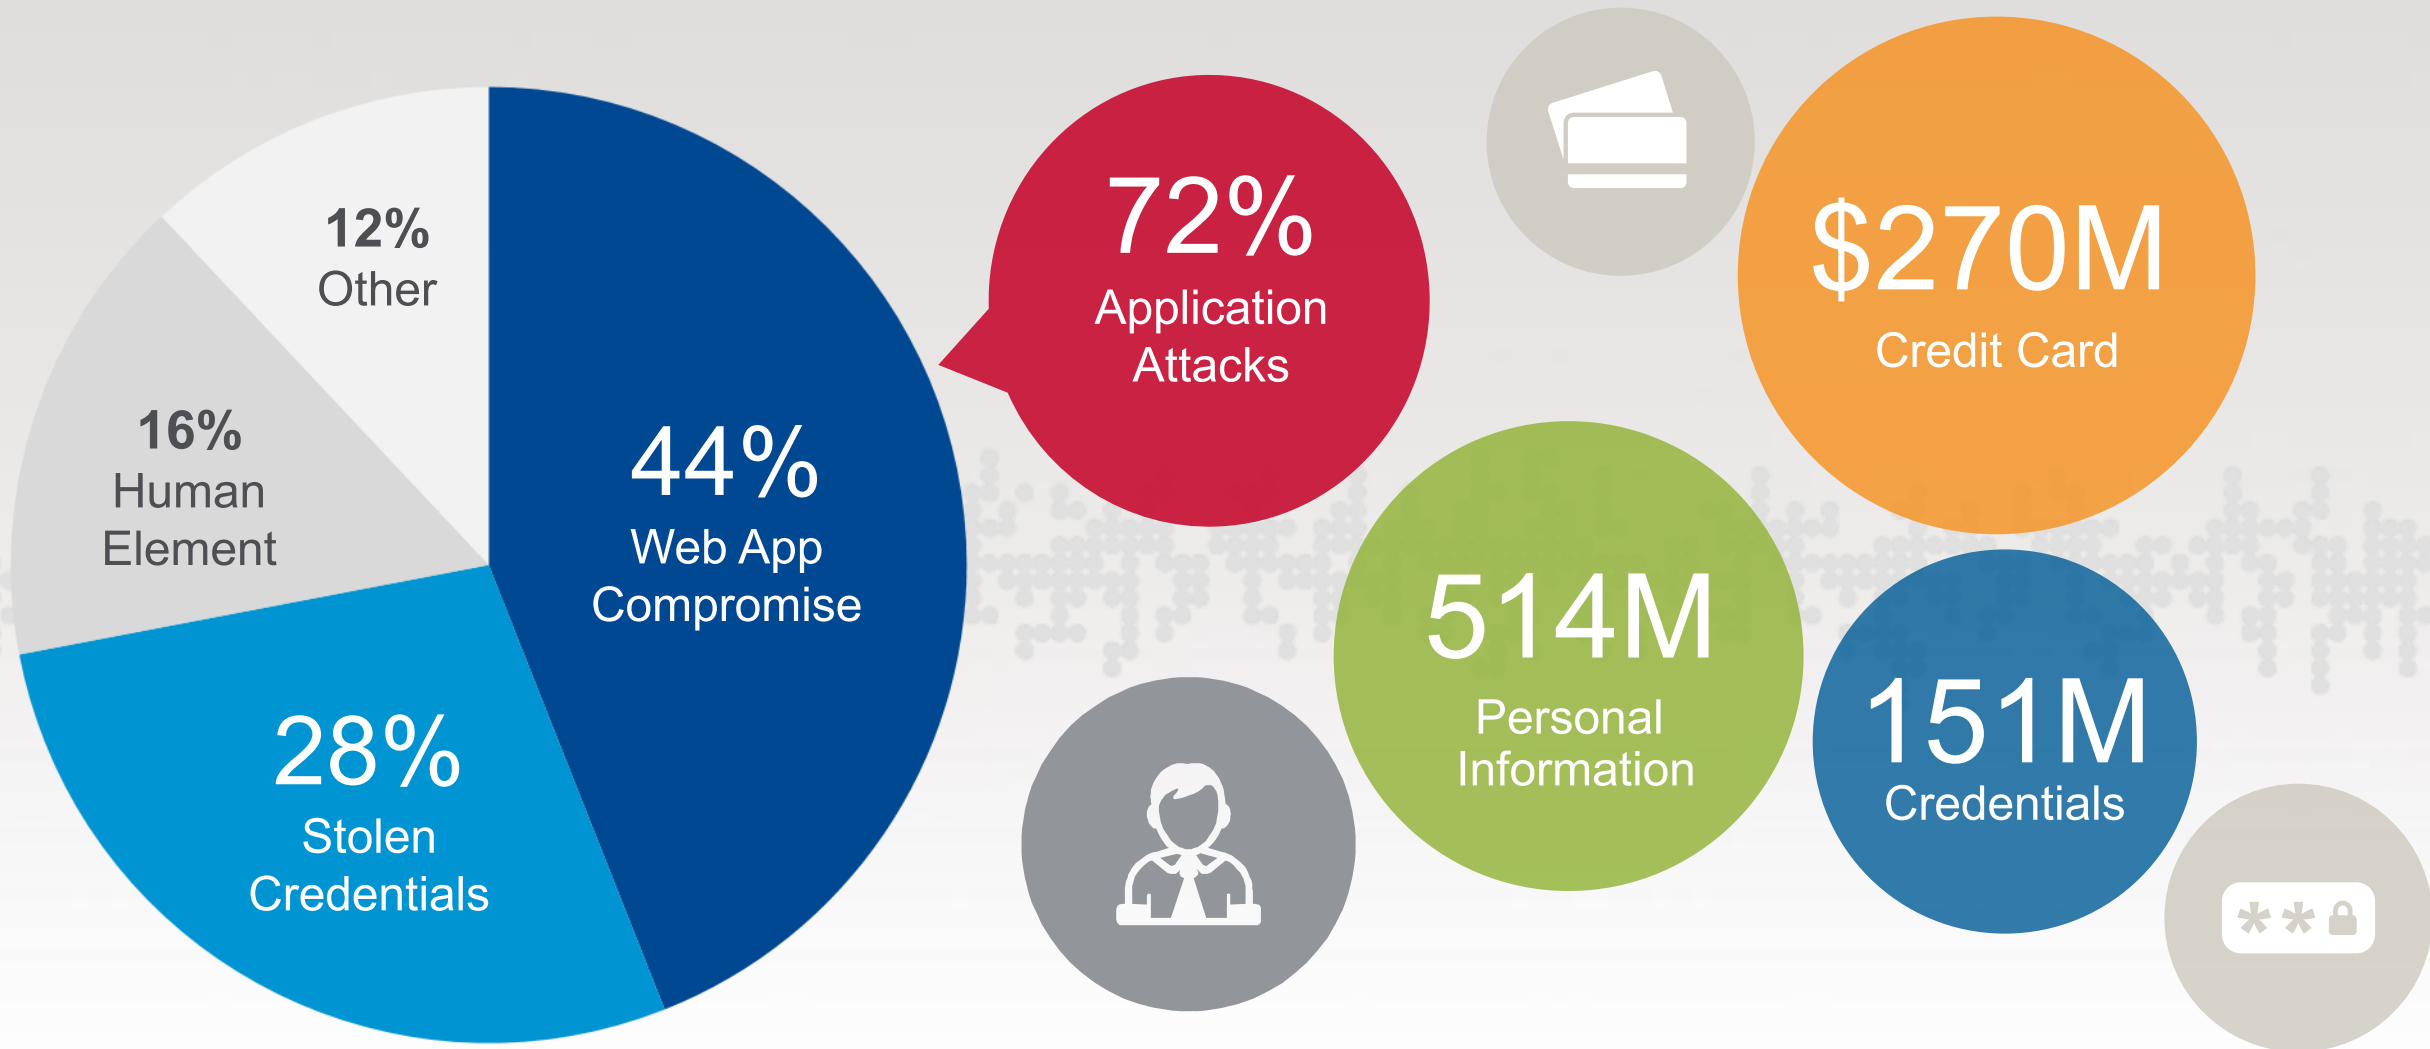 12%
Other
16%
Human
Element
44%
Web App
Compromise
28%
Stolen
Credentials
72%
Application
Attacks
$270M
Credit Card
514M
Personal
Information
151M
Credentials
**